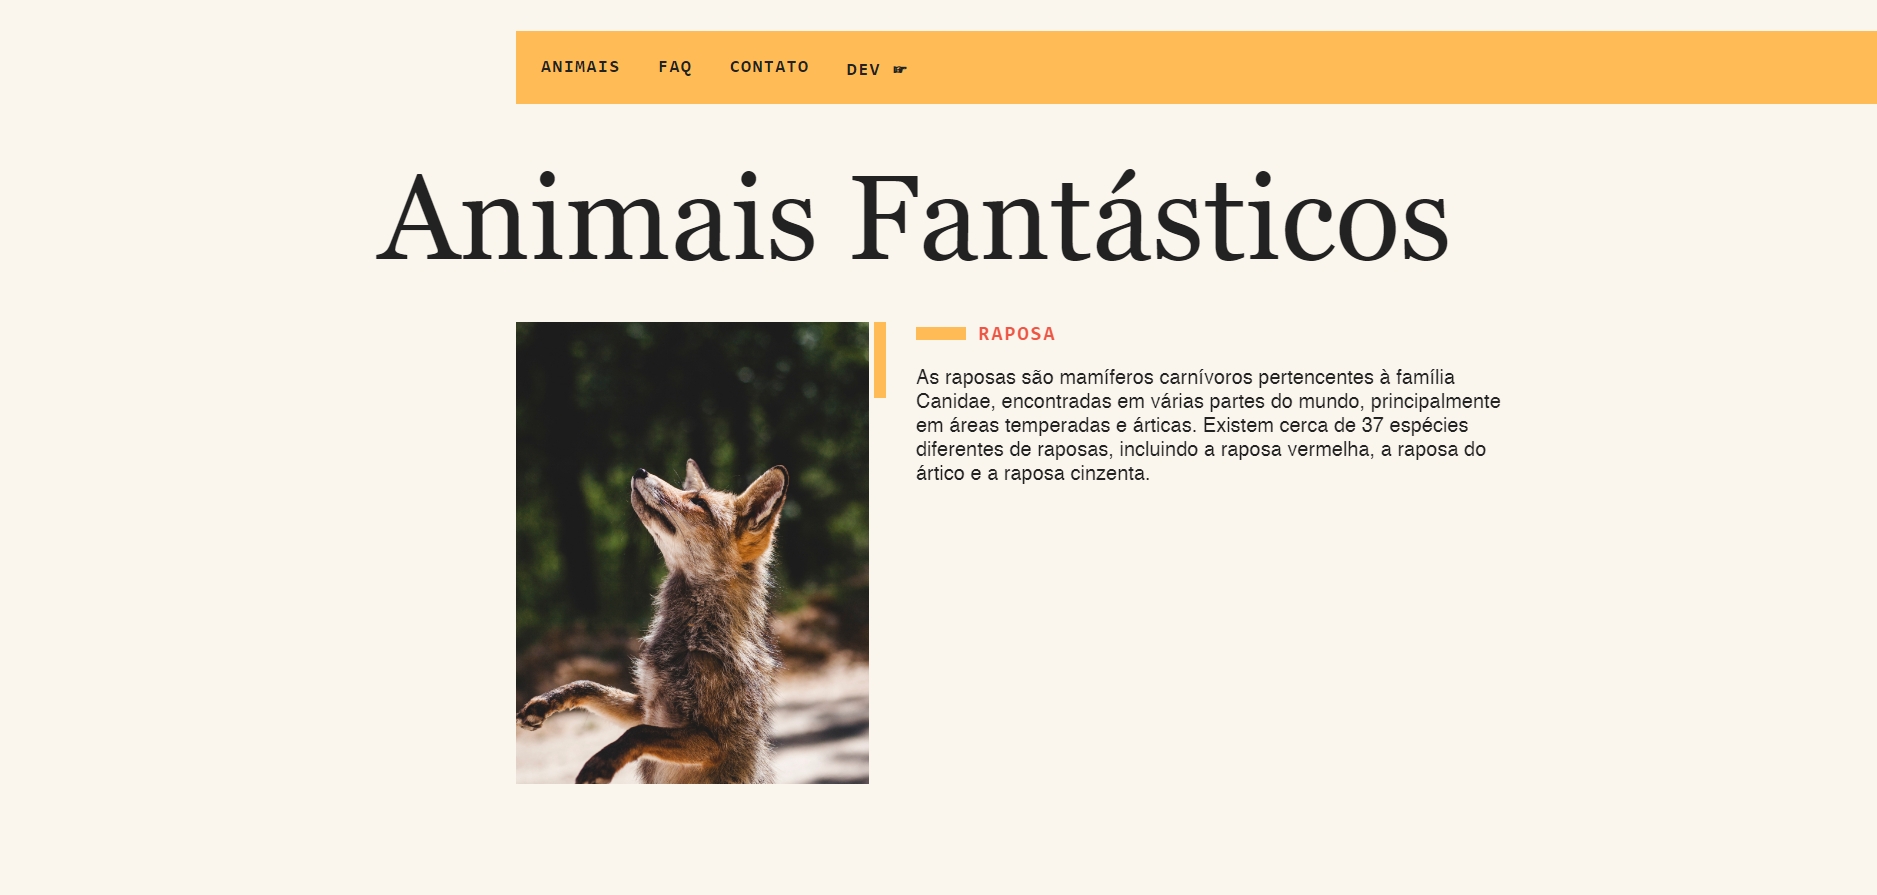 ANIMAIS FAQ CONTATO DEV ☛
Animais Fantásticos
RAPOSA
As raposas são mamíferos carnívoros pertencentes à família
Canidae, encontradas em várias partes do mundo, principalmente
em áreas temperadas e árticas. Existem cerca de 37 espécies
diferentes de raposas, incluindo a raposa vermelha, a raposa do
ártico e a raposa cinzenta.